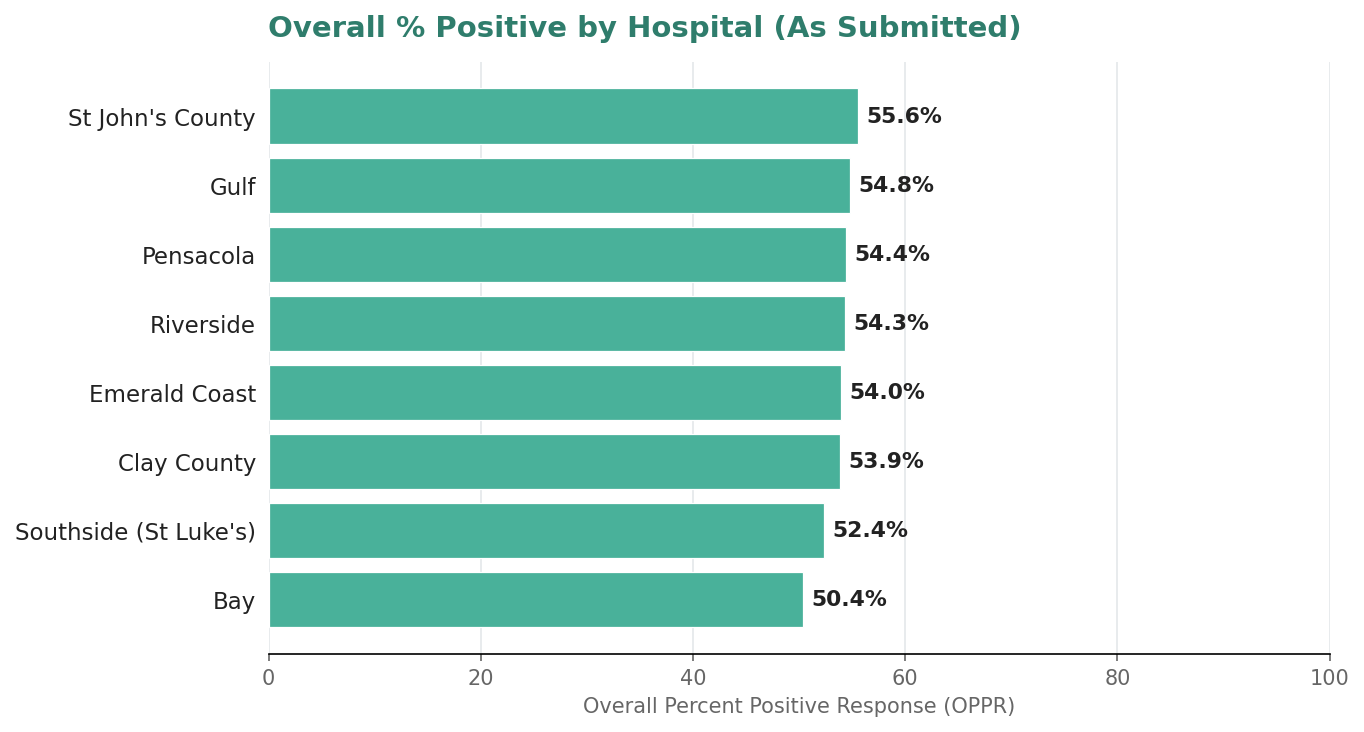 Overall % Positive by Hospital (As Submitted)
St John's County 55.6%
Gulf 54.8%
Pensacola 54.4%
Riverside 54.3%
Emerald Coast 54.0%
Clay County 53.9%
Southside (St Luke's) 52.4%
Bay 50.4%
0 20 40 60 80 100
Overall Percent Positive Response (OPPR)